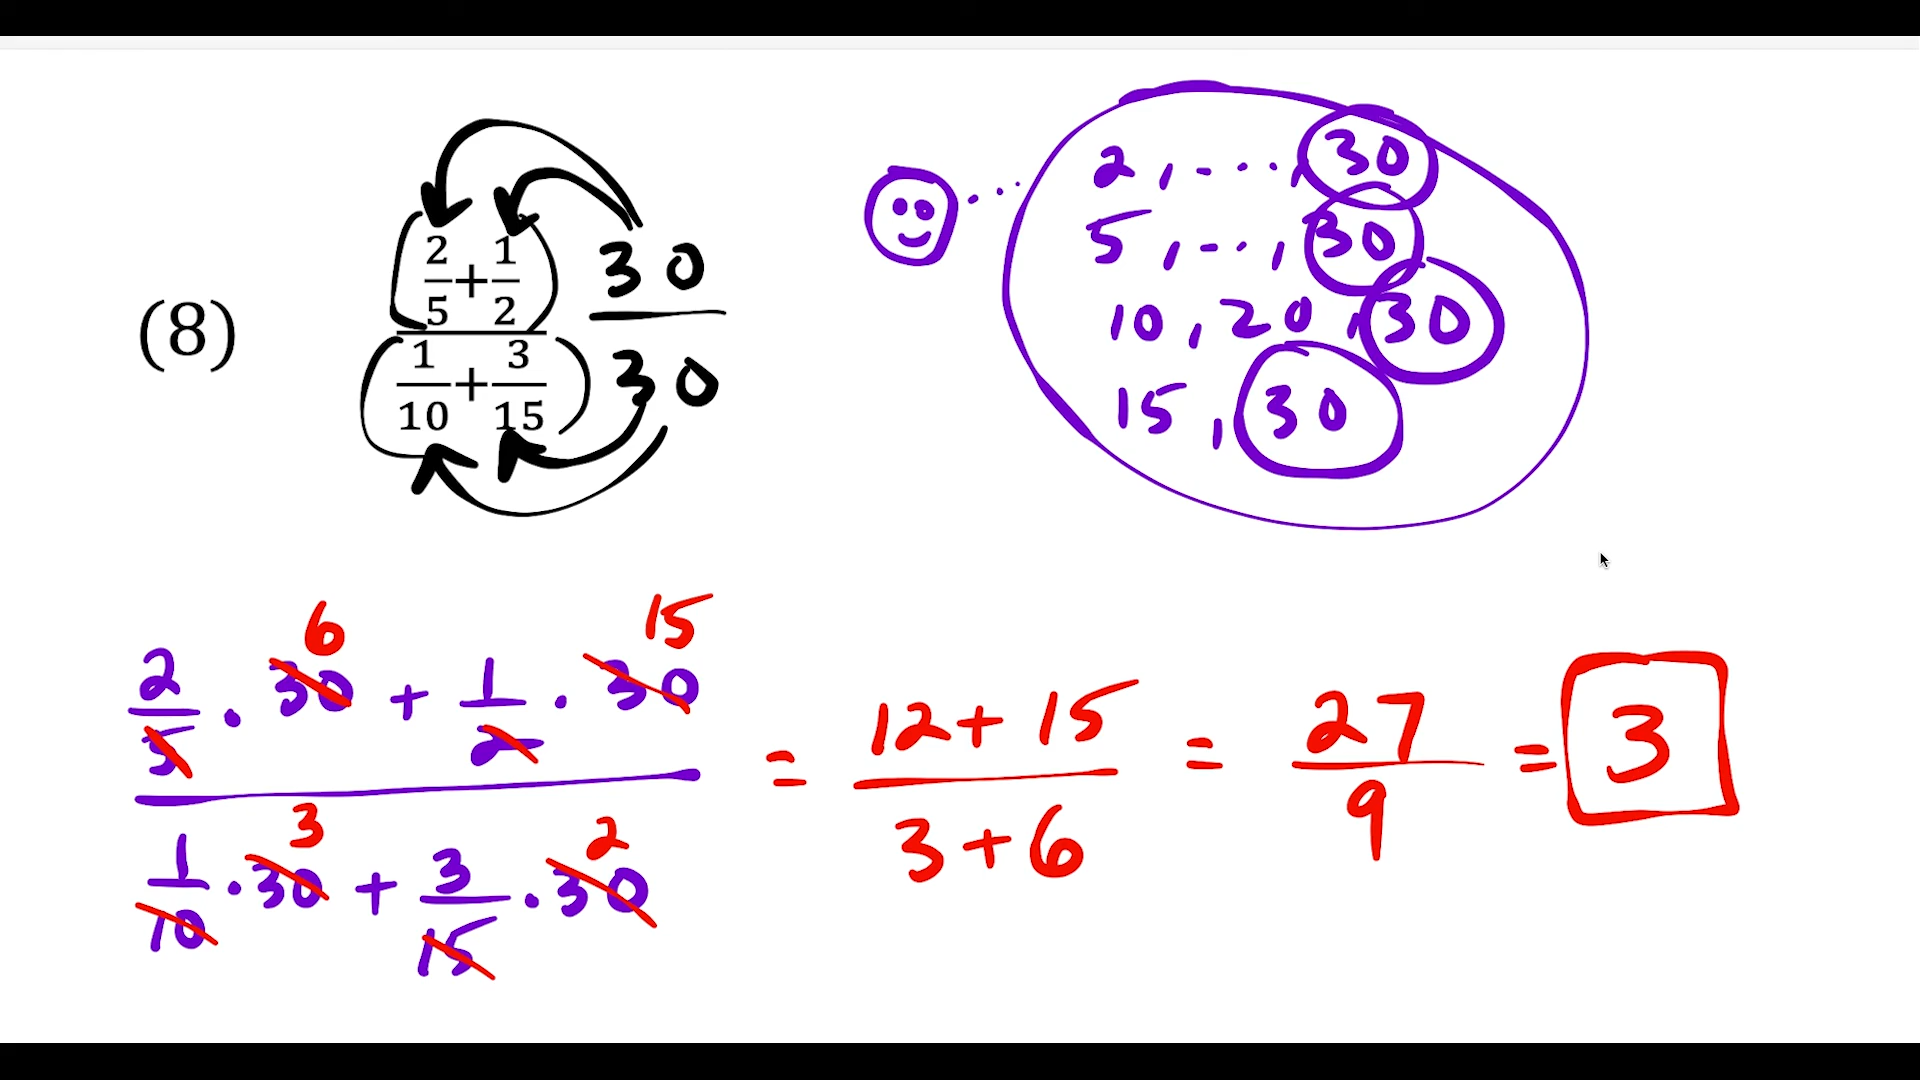 (8)
2/5 + 1/2
1/10 + 3/15
30
30
2, ..., 30
5, ..., 30
10, 20, 30
15, 30
6 15
2/5 · 30 + 1/2 · 30
3 2
1/10 · 30 + 3/15 · 30
= 12 + 15 / 3 + 6 = 27/9 = 3